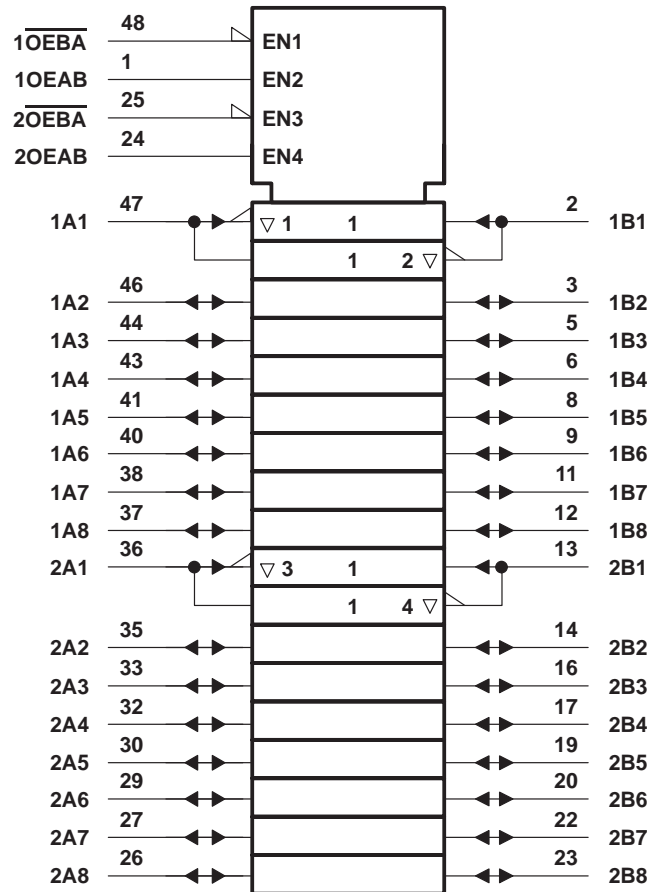 48
1O̅E̅B̅A̅ EN1
1
1OEAB EN2
25
2O̅E̅B̅A̅ EN3
24
2OEAB EN4
47 2
1A1 ▽ 1 1 1B1
1 2 ▽
46 3
1A2 1B2
44 5
1A3 1B3
43 6
1A4 1B4
41 8
1A5 1B5
40 9
1A6 1B6
38 11
1A7 1B7
37 12
1A8 1B8
36 13
2A1 ▽ 3 1 2B1
1 4 ▽
35 14
2A2 2B2
33 16
2A3 2B3
32 17
2A4 2B4
30 19
2A5 2B5
29 20
2A6 2B6
27 22
2A7 2B7
26 23
2A8 2B8